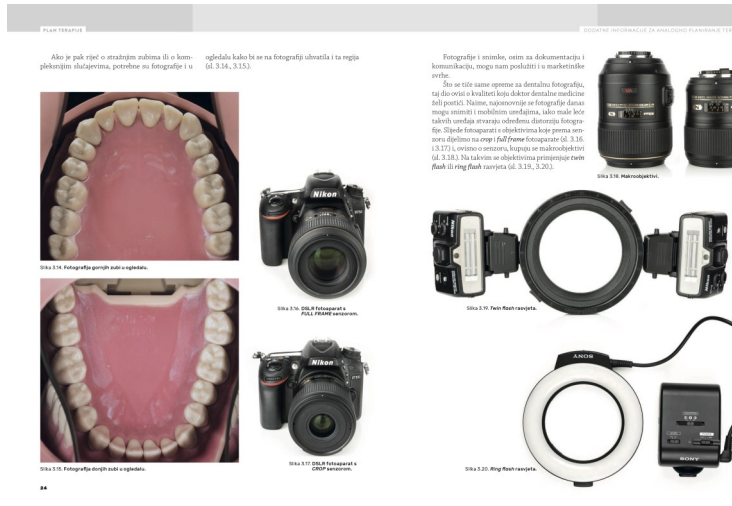 PLAN TERAPIJE
Ako je pak riječ o stražnjim zubima ili o kom-
pleksnijim slučajevima, potrebne su fotografije i u
ogledalu kako bi se na fotografiji uhvatila i ta regija
(sl. 3.14., 3.15.).
Slika 3.14. Fotografija gornjih zubi u ogledalu.
Nikon
Slika 3.16. DSLR fotoaparat s
FULL FRAME senzorom.
Nikon
Slika 3.15. Fotografija donjih zubi u ogledalu.
Slika 3.17. DSLR fotoaparat s
CROP senzorom.
24
DODATNE INFORMACIJE ZA ANALOGNO PLANIRANJE TER
Fotografije i snimke, osim za dokumentaciju i
komunikaciju, mogu nam poslužiti i u marketinške
svrhe.
Što se tiče same opreme za dentalnu fotografiju,
taj dio ovisi o kvaliteti koju doktor dentalne medicine
želi postići. Naime, najosnovnije se fotografije danas
mogu snimiti i mobilnim uređajima, iako male leće
takvih uređaja stvaraju određenu distorziju fotogra-
fije. Slijede fotoaparati s objektivima koje prema sen-
zoru dijelimo na crop i full frame fotoaparate (sl. 3.16.
i 3.17.) i, ovisno o senzoru, kupuju se makroobjektivi
(sl. 3.18.). Na takvim se objektivima primjenjuje twin
flash ili ring flash rasvjeta (sl. 3.19., 3.20.).
Slika 3.18. Makroobjektivi.
Slika 3.19. Twin flash rasvjeta.
SONY
SONY
Slika 3.20. Ring flash rasvjeta.